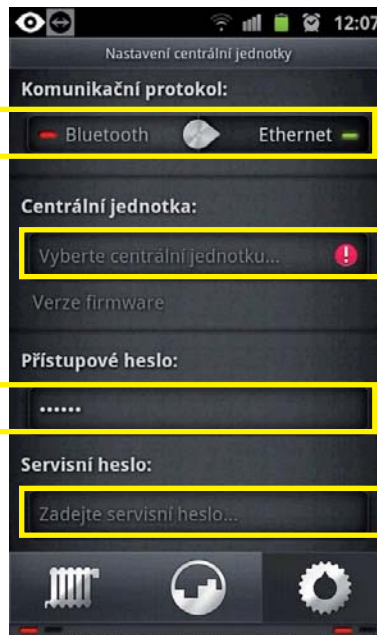 12:07
Nastavení centrální jednotky
Komunikační protokol:
Bluetooth Ethernet
Centrální jednotka:
Vyberte centrální jednotku...
Verze firmware
Přístupové heslo:
••••••
Servisní heslo:
Zadejte servisní heslo...